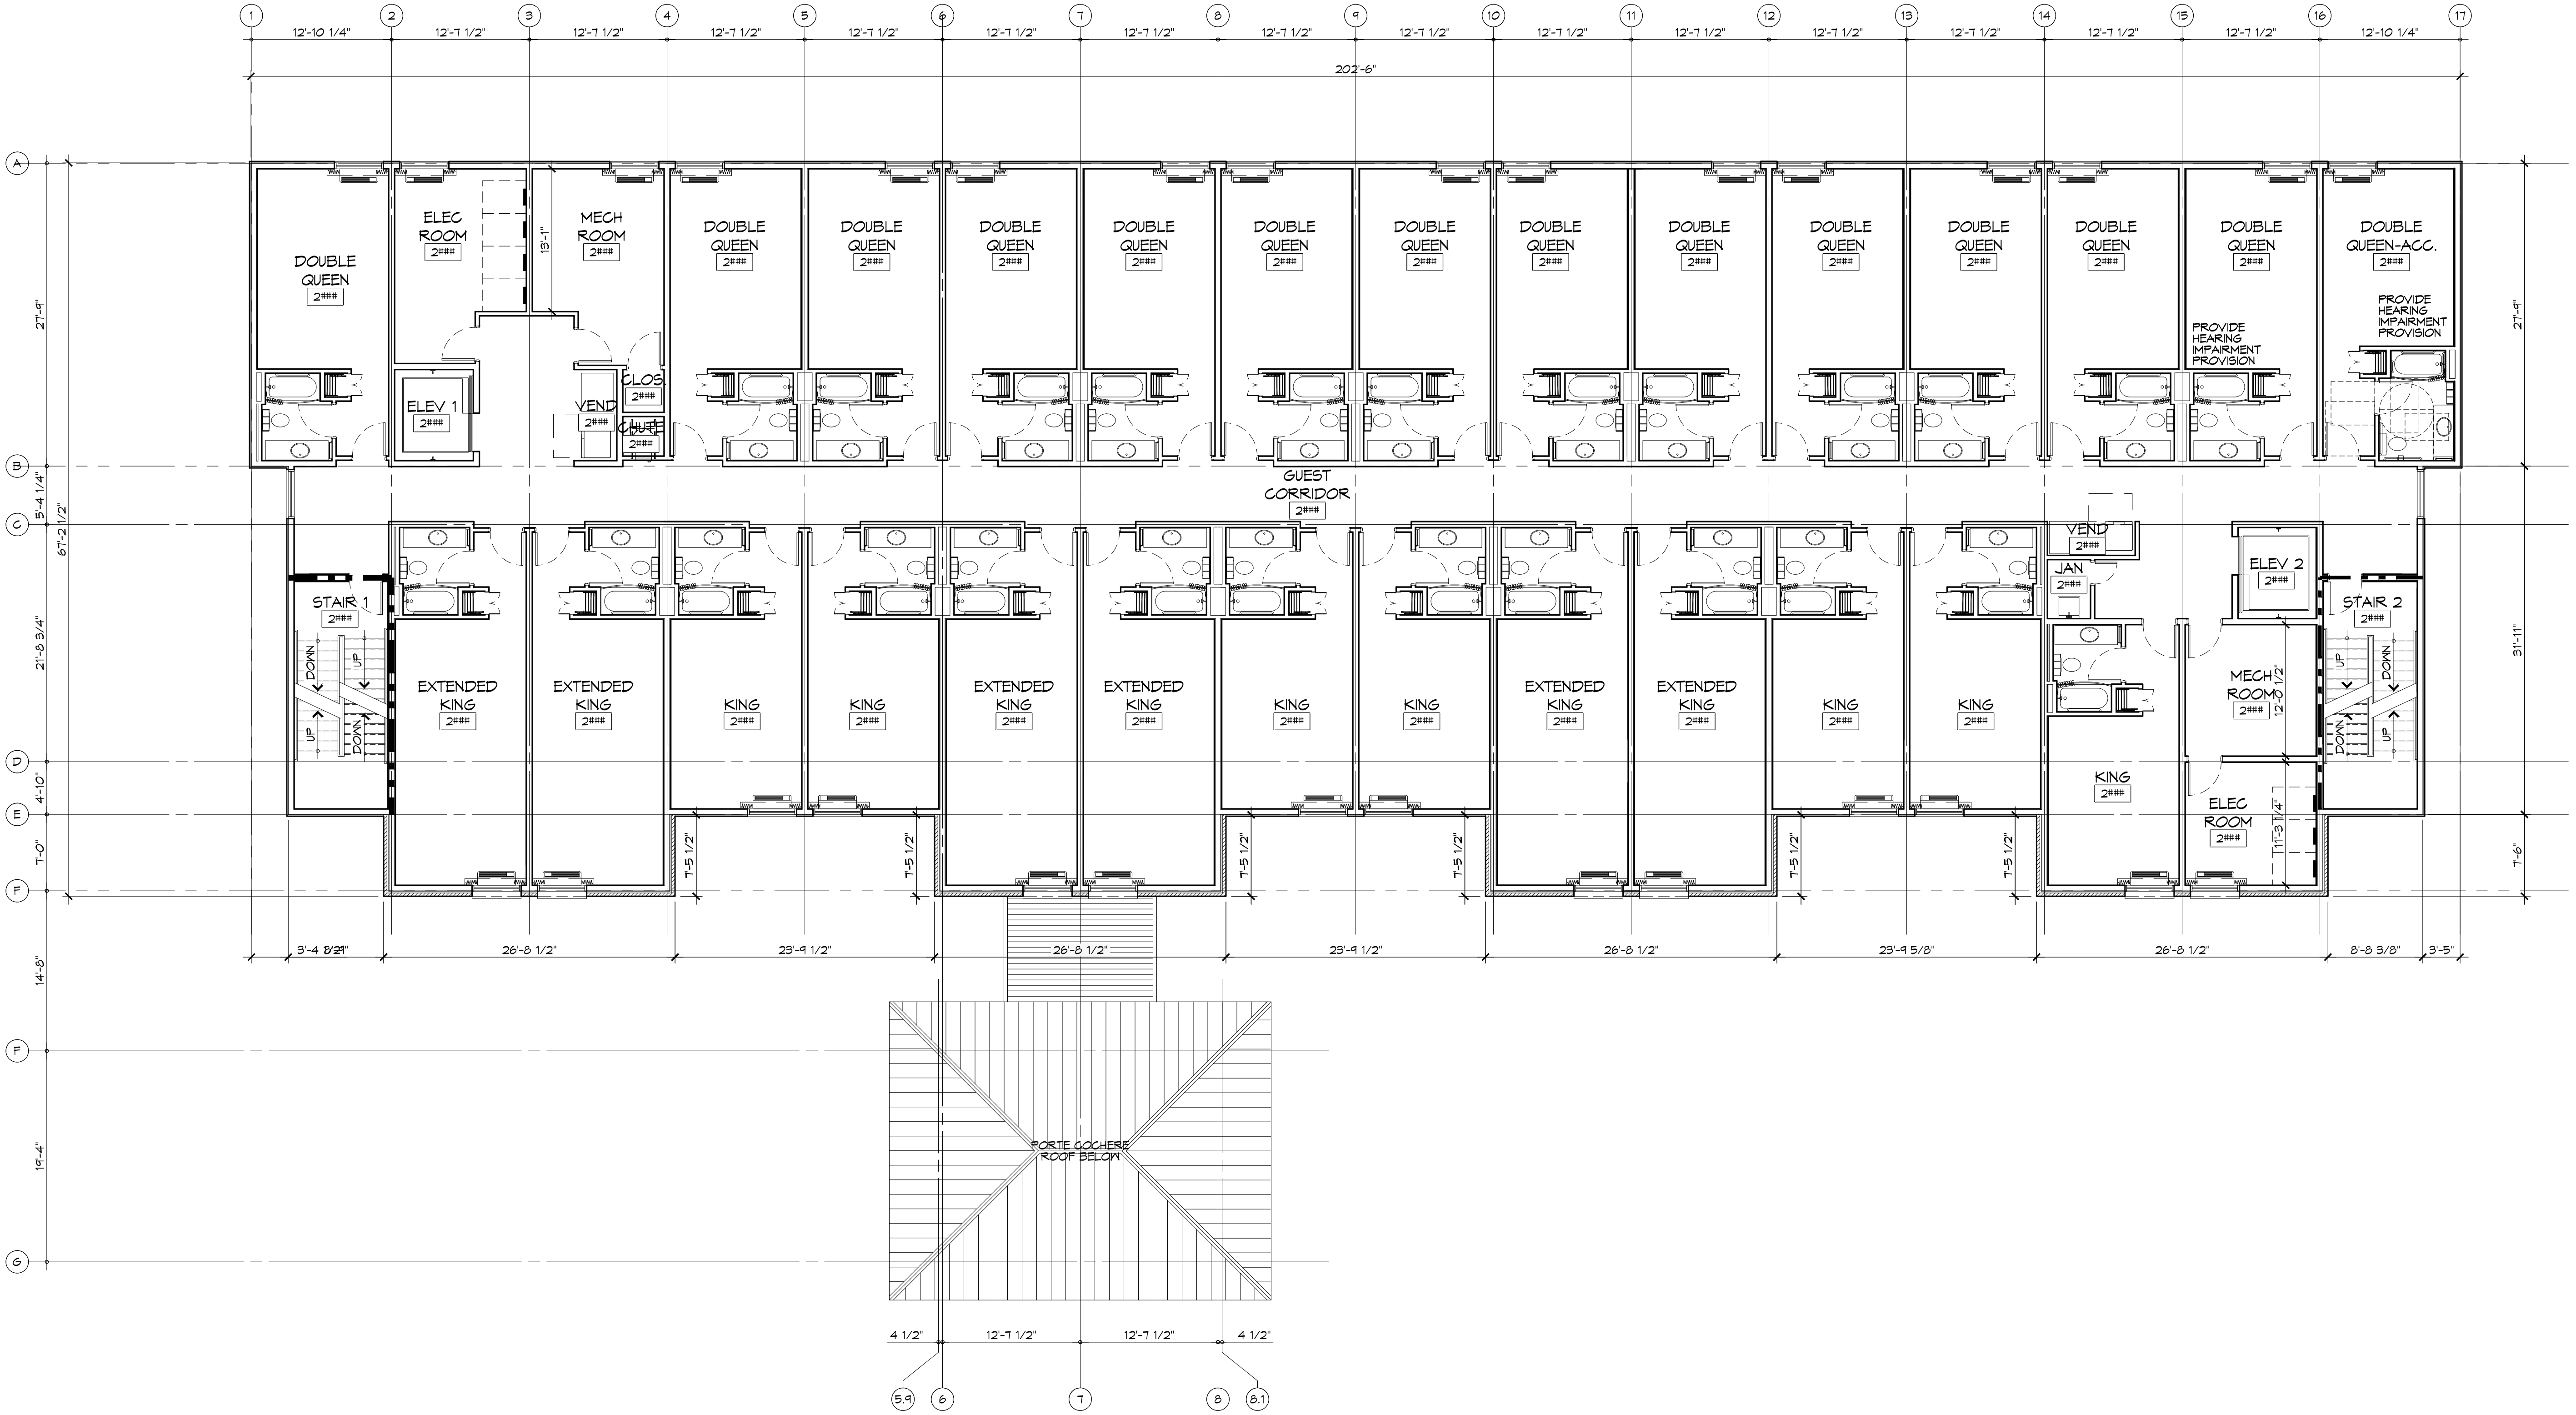 1 2 3 4 5 6 7 8 9 10 11 12 13 14 15 16 17
12'-10 1/4" 12'-7 1/2" 12'-7 1/2" 12'-7 1/2" 12'-7 1/2" 12'-7 1/2" 12'-7 1/2" 12'-7 1/2" 12'-7 1/2" 12'-7 1/2" 12'-7 1/2" 12'-7 1/2" 12'-7 1/2" 12'-7 1/2" 12'-7 1/2" 12'-10 1/4"
202'-6"
A
B
C
D
E
F
F
G
27'-9"
5'-4 1/4"
67'-2 1/2"
21'-8 3/4"
4'-10"
7'-0"
14'-8"
19'-4"
DOUBLE
QUEEN
2###
ELEC
ROOM
2###
13'-1"
MECH
ROOM
2###
DOUBLE
QUEEN
2###
DOUBLE
QUEEN
2###
DOUBLE
QUEEN
2###
DOUBLE
QUEEN
2###
DOUBLE
QUEEN
2###
DOUBLE
QUEEN
2###
DOUBLE
QUEEN
2###
DOUBLE
QUEEN
2###
DOUBLE
QUEEN
2###
DOUBLE
QUEEN
2###
DOUBLE
QUEEN
2###
DOUBLE
QUEEN
2###
PROVIDE
HEARING
IMPAIRMENT
PROVISION
DOUBLE
QUEEN-ACC.
2###
PROVIDE
HEARING
IMPAIRMENT
PROVISION
27'-9"
ELEV 1
2###
VEND
2###
CLOS.
2###
CHUTE
2###
GUEST
CORRIDOR
2###
STAIR 1
2###
DOWN
UP
UP
DOWN
EXTENDED
KING
2###
EXTENDED
KING
2###
KING
2###
KING
2###
EXTENDED
KING
2###
EXTENDED
KING
2###
KING
2###
KING
2###
EXTENDED
KING
2###
EXTENDED
KING
2###
KING
2###
KING
2###
VEND
2###
JAN
2###
ELEV 2
2###
STAIR 2
2###
UP
DOWN
DOWN
UP
MECH
ROOM
2###
12'-0 1/2"
KING
2###
ELEC
ROOM
2###
11'-3 1/4"
31'-11"
7'-6"
7'-5 1/2" 7'-5 1/2" 7'-5 1/2" 7'-5 1/2" 7'-5 1/2" 7'-5 1/2"
3'-4 26'-8 1/2" 23'-9 1/2" 26'-8 1/2" 23'-9 1/2" 26'-8 1/2" 23'-9 5/8" 26'-8 1/2" 8'-8 3/8" 3'-5"
PORTE COCHERE
ROOF BELOW
4 1/2" 12'-7 1/2" 12'-7 1/2" 4 1/2"
5.9 6 7 8 8.1